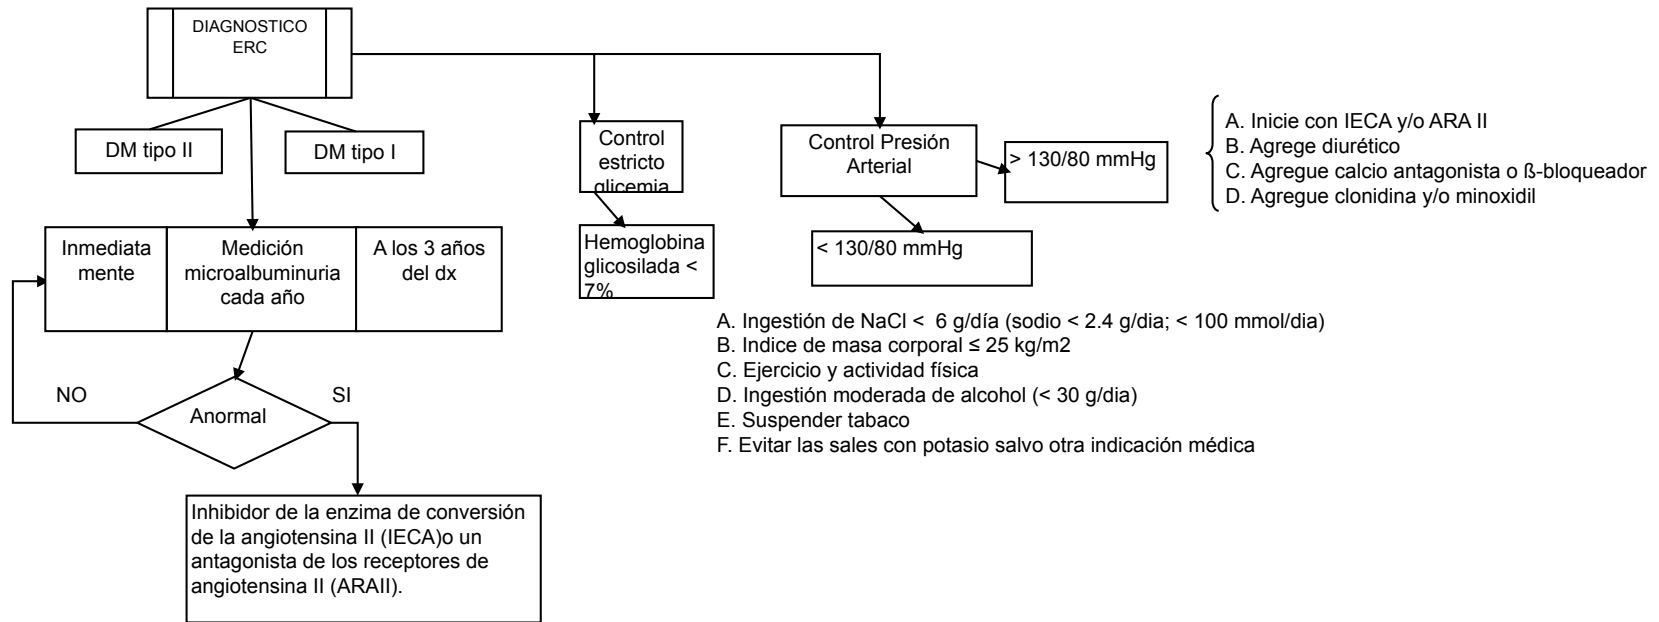 DIAGNOSTICO
ERC
DM tipo II
DM tipo I
Control
estricto
glicemia
Control Presión
Arterial
> 130/80 mmHg
A. Inicie con IECA y/o ARA II
B. Agrege diurético
C. Agregue calcio antagonista o ß-bloqueador
D. Agregue clonidina y/o minoxidil
Inmediata
mente
Medición
microalbuminuria
cada año
A los 3 años
del dx
Hemoglobina
glicosilada <
7%
< 130/80 mmHg
A. Ingestión de NaCl <  6 g/día (sodio < 2.4 g/dia; < 100 mmol/dia)
B. Indice de masa corporal ≤ 25 kg/m2
C. Ejercicio y actividad física
D. Ingestión moderada de alcohol (< 30 g/dia)
E. Suspender tabaco
F. Evitar las sales con potasio salvo otra indicación médica
NO
Anormal
SI
Inhibidor de la enzima de conversión
de la angiotensina II (IECA)o un
antagonista de los receptores de
angiotensina II (ARAII).